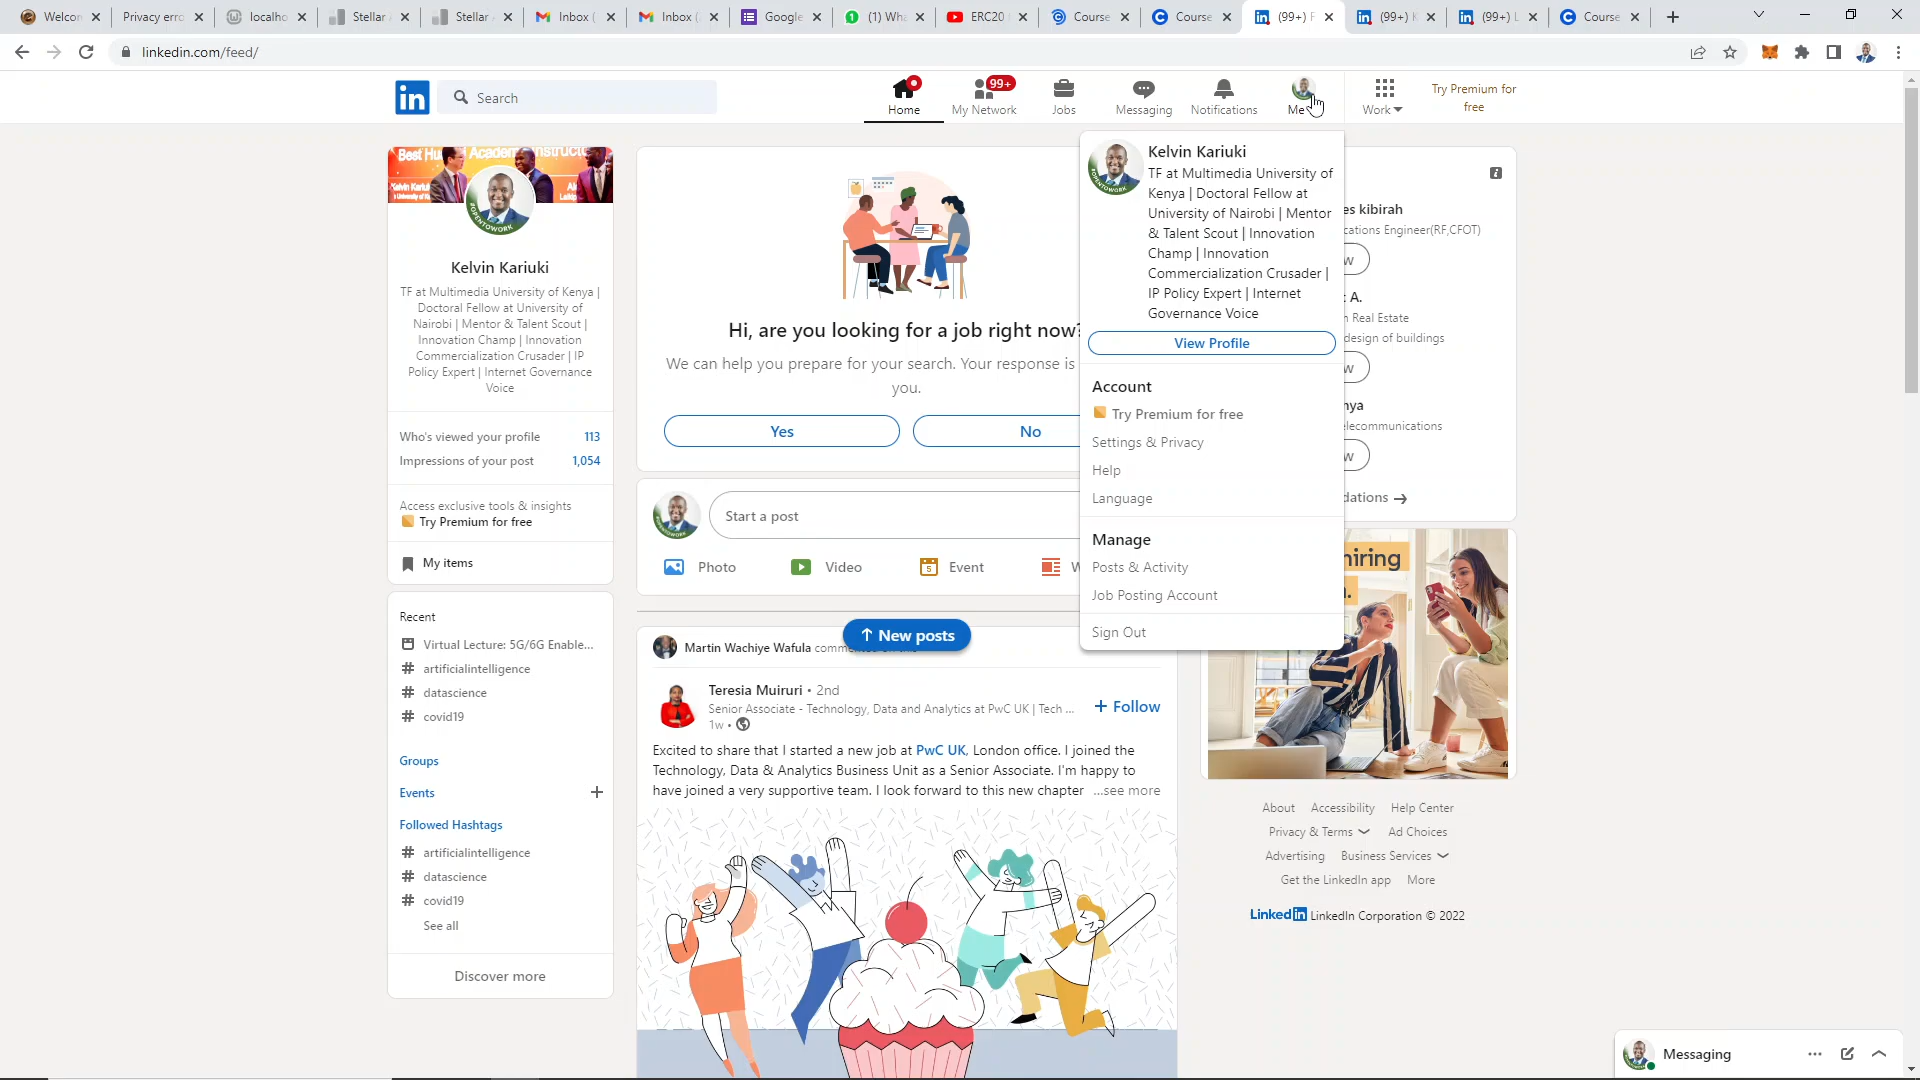 Welcon
Privacy erro
localho
Stellar
Stellar
Inbox (
Inbox (
Google
(1) Wh
ERC20
Course
Course
(99+) F
(99+)
(99+) L
Course
linkedin.com/feed/
in
Search
Home
99+
My Network
Jobs
Messaging
Notifications
Me
Work
Try Premium for
free
Kelvin Kariuki
TF at Multimedia University of Kenya |
Doctoral Fellow at University of
Nairobi | Mentor & Talent Scout |
Innovation Champ | Innovation
Commercialization Crusader | IP
Policy Expert | Internet Governance
Voice
Who's viewed your profile 113
Impressions of your post 1,054
Access exclusive tools & insights
Try Premium for free
My items
Recent
Virtual Lecture: 5G/6G Enable...
# artificialintelligence
# datascience
# covid19
Groups
Events
Followed Hashtags
# artificialintelligence
# datascience
# covid19
See all
Discover more
Hi, are you looking for a job right now?
We can help you prepare for your search. Your response is
you.
Yes
No
Start a post
Photo
Video
Event
W
New posts
Martin Wachiye Wafula
Teresia Muiruri • 2nd
Senior Associate - Technology, Data and Analytics at PwC UK | Tech ...
1w •
+ Follow
Excited to share that I started a new job at PwC UK, London office. I joined the
Technology, Data & Analytics Business Unit as a Senior Associate. I'm happy to
have joined a very supportive team. I look forward to this new chapter ...see more
Kelvin Kariuki
TF at Multimedia University of
Kenya | Doctoral Fellow at
University of Nairobi | Mentor
& Talent Scout | Innovation
Champ | Innovation
Commercialization Crusader |
IP Policy Expert | Internet
Governance Voice
View Profile
Account
Try Premium for free
Settings & Privacy
Help
Language
Manage
Posts & Activity
Job Posting Account
Sign Out
es kibirah
cations Engineer(RF,CFOT)
w
A.
n Real Estate
design of buildings
w
nya
lecommunications
w
dations →
hiring
About Accessibility Help Center
Privacy & Terms Ad Choices
Advertising Business Services
Get the LinkedIn app More
LinkedIn LinkedIn Corporation © 2022
Messaging